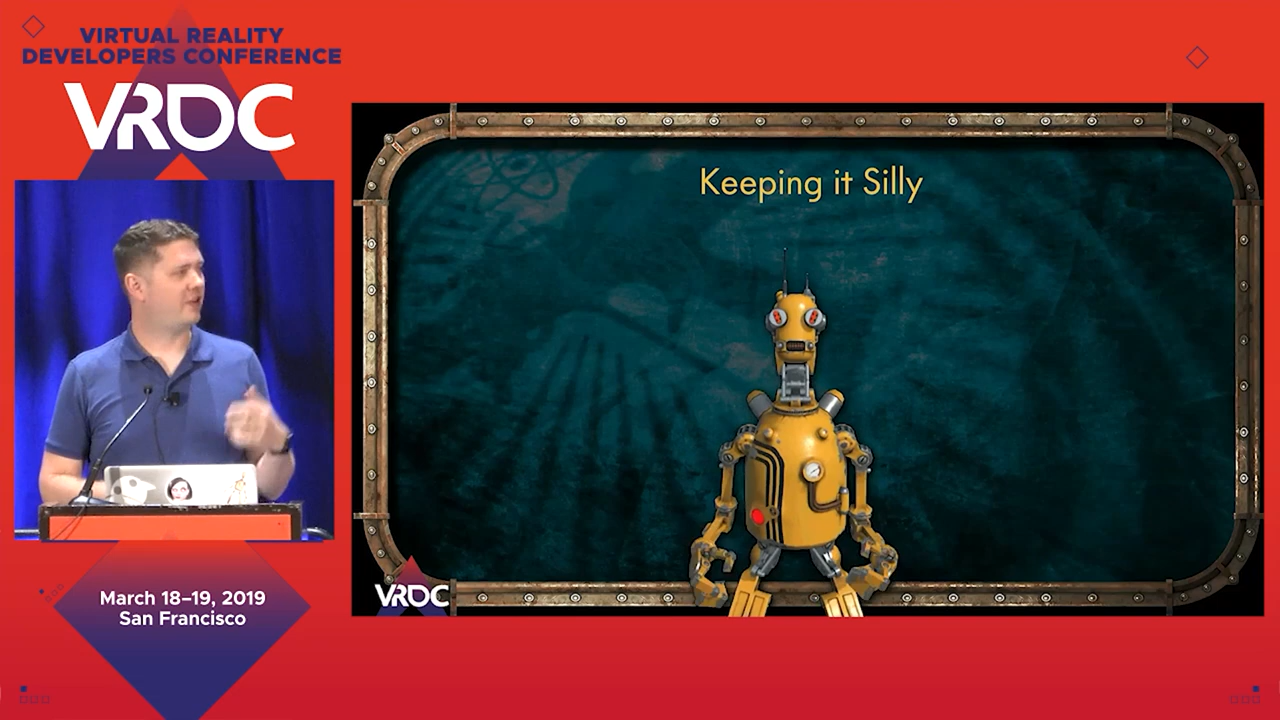 VIRTUAL REALITY
DEVELOPERS CONFERENCE
VRDC
Keeping it Silly
VRDC
March 18–19, 2019
San Francisco